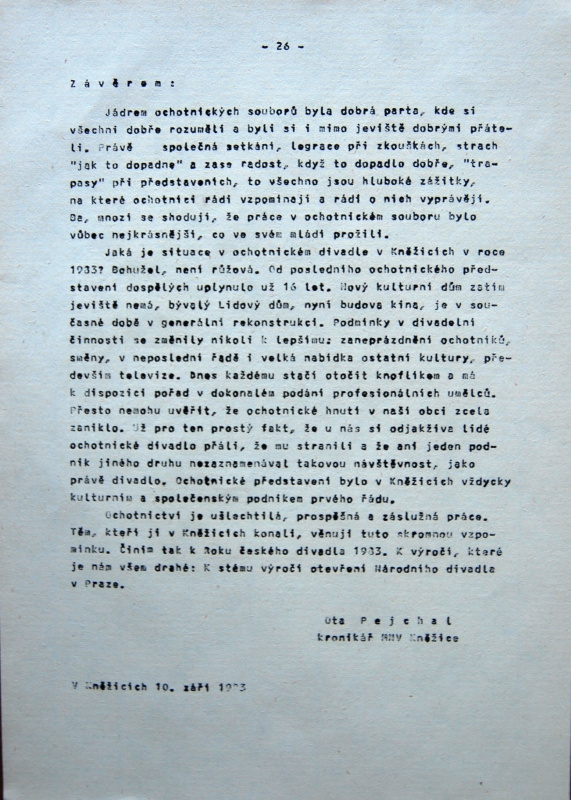 - 26 -
Z á v ě r e m :
Jádrem ochotnických souborů byla dobrá parta, kde si
všichni dobře rozuměli a byli si i mimo jeviště dobrými přáte-
li. Právě společná setkání, legrace při zkouškách, strach
"jak to dopadne" a zase radost, když to dopadlo dobře, "tra-
pasy" při představeních, to všechno jsou hluboké zážitky,
na které ochotníci rádi vzpomínají a rádi o nich vyprávějí.
Ba, mnozí se shodují, že práce v ochotnickém souboru bylo
vůbec nejkrásnější, co ve svém mládí prožili.
Jaká je situace v ochotnickém divadle v Kněžicích v roce
1983? Bohužel, není růžová. Od posledního ochotnického před-
stavení dospělých uplynulo už 16 let. Nový kulturní dům zatím
jeviště nemá, bývalý Lidový dům, nyní budova kina, je v sou-
časné době v generální rekonstrukci. Podmínky v divadelní
činnosti se změnily nikoli k lepšímu: zaneprázdnění ochotníků,
směny, v neposlední řadě i velká nabídka ostatní kultury, pře-
devším televize. Dnes každému stačí otočit knoflíkem a má
k dispozici pořad v dokonalém podání profesionálních umělců.
Přesto nemohu uvěřit, že ochotnické hnutí v naší obci zcela
zaniklo. Už pro ten prostý fakt, že u nás si odjakživa lidé
ochotnické divadlo přáli, že mu stranili a že ani jeden pod-
nik jiného druhu nezaznamenával takovou návštěvnost, jako
právě divadlo. Ochotnické představení bylo v Kněžicích vždycky
kulturním a společenským podnikem prvého řádu.
Ochotnictví je ušlechtilá, prospěšná a záslužná práce.
Těm, kteří ji v Kněžicích konali, věnuji tuto skromnou vzpo-
mínku. Činím tak k Roku českého divadla 1983. K výročí, které
je nám všem drahé: K stému výročí otevření Národního divadla
v Praze.
Ota P e j c h a l
kronikář MNV Kněžice
V Kněžicích 10. září 1983